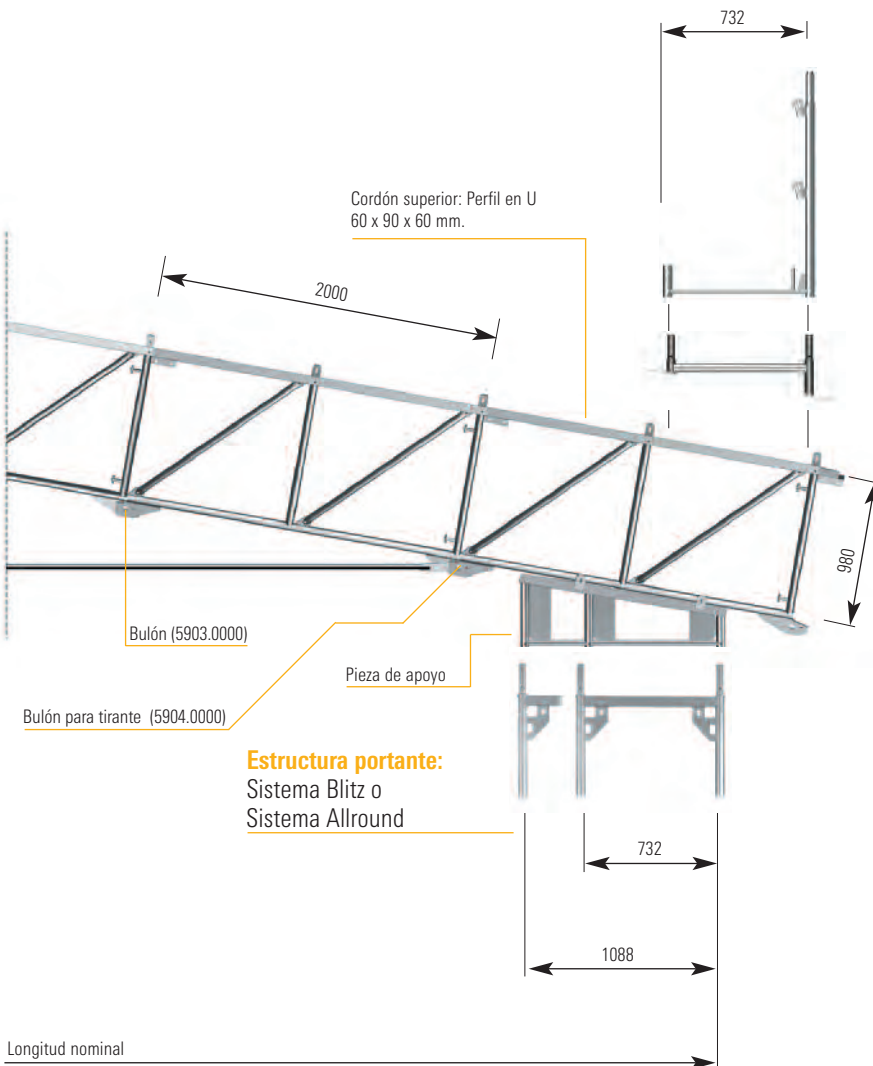 732
Cordón superior: Perfil en U
60 x 90 x 60 mm.
2000
980
Bulón (5903.0000)
Pieza de apoyo
Bulón para tirante (5904.0000)
Estructura portante:
Sistema Blitz o
Sistema Allround
732
1088
Longitud nominal